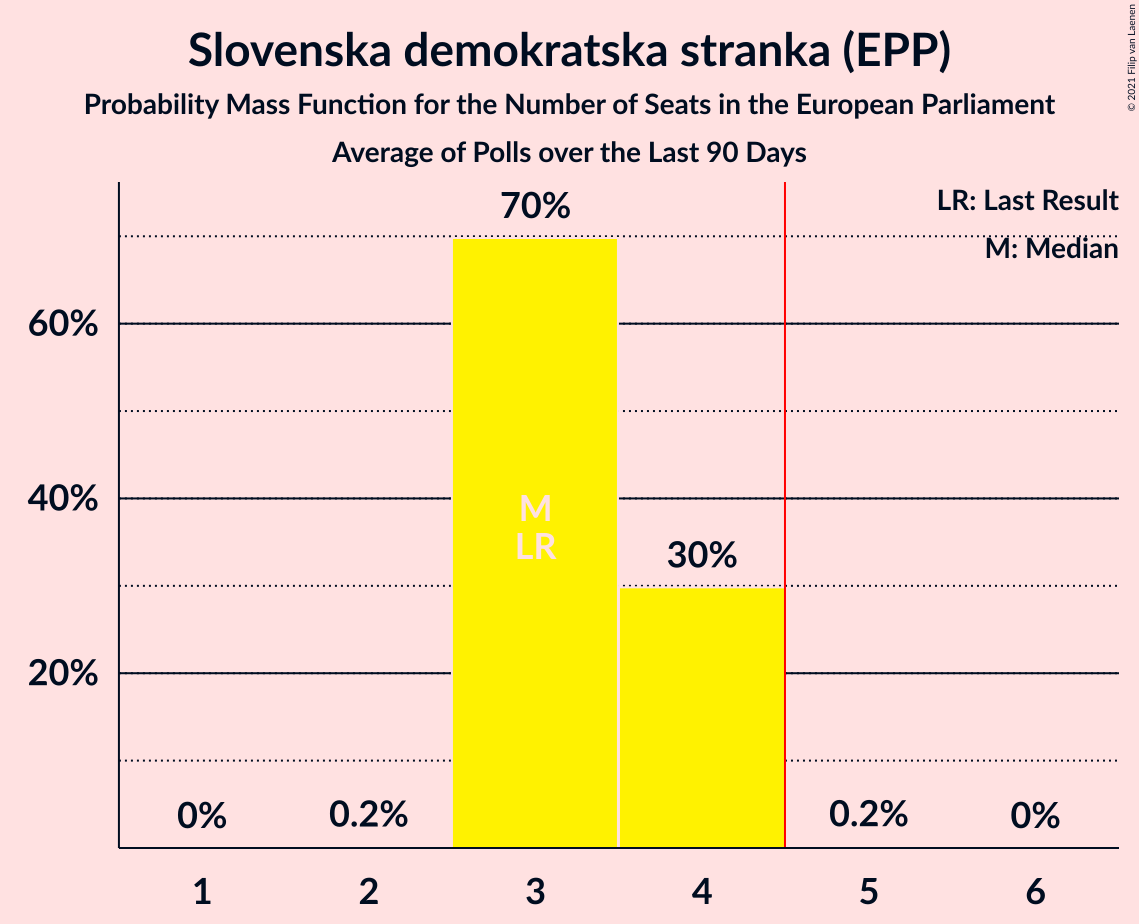 Slovenska demokratska stranka (EPP)
Probability Mass Function for the Number of Seats in the European Parliament
Average of Polls over the Last 90 Days
© 2021 Filip van Laenen
LR: Last Result
M: Median
70%
60%
40%
20%
M
LR
30%
0%
0.2%
0.2%
0%
1 2 3 4 5 6